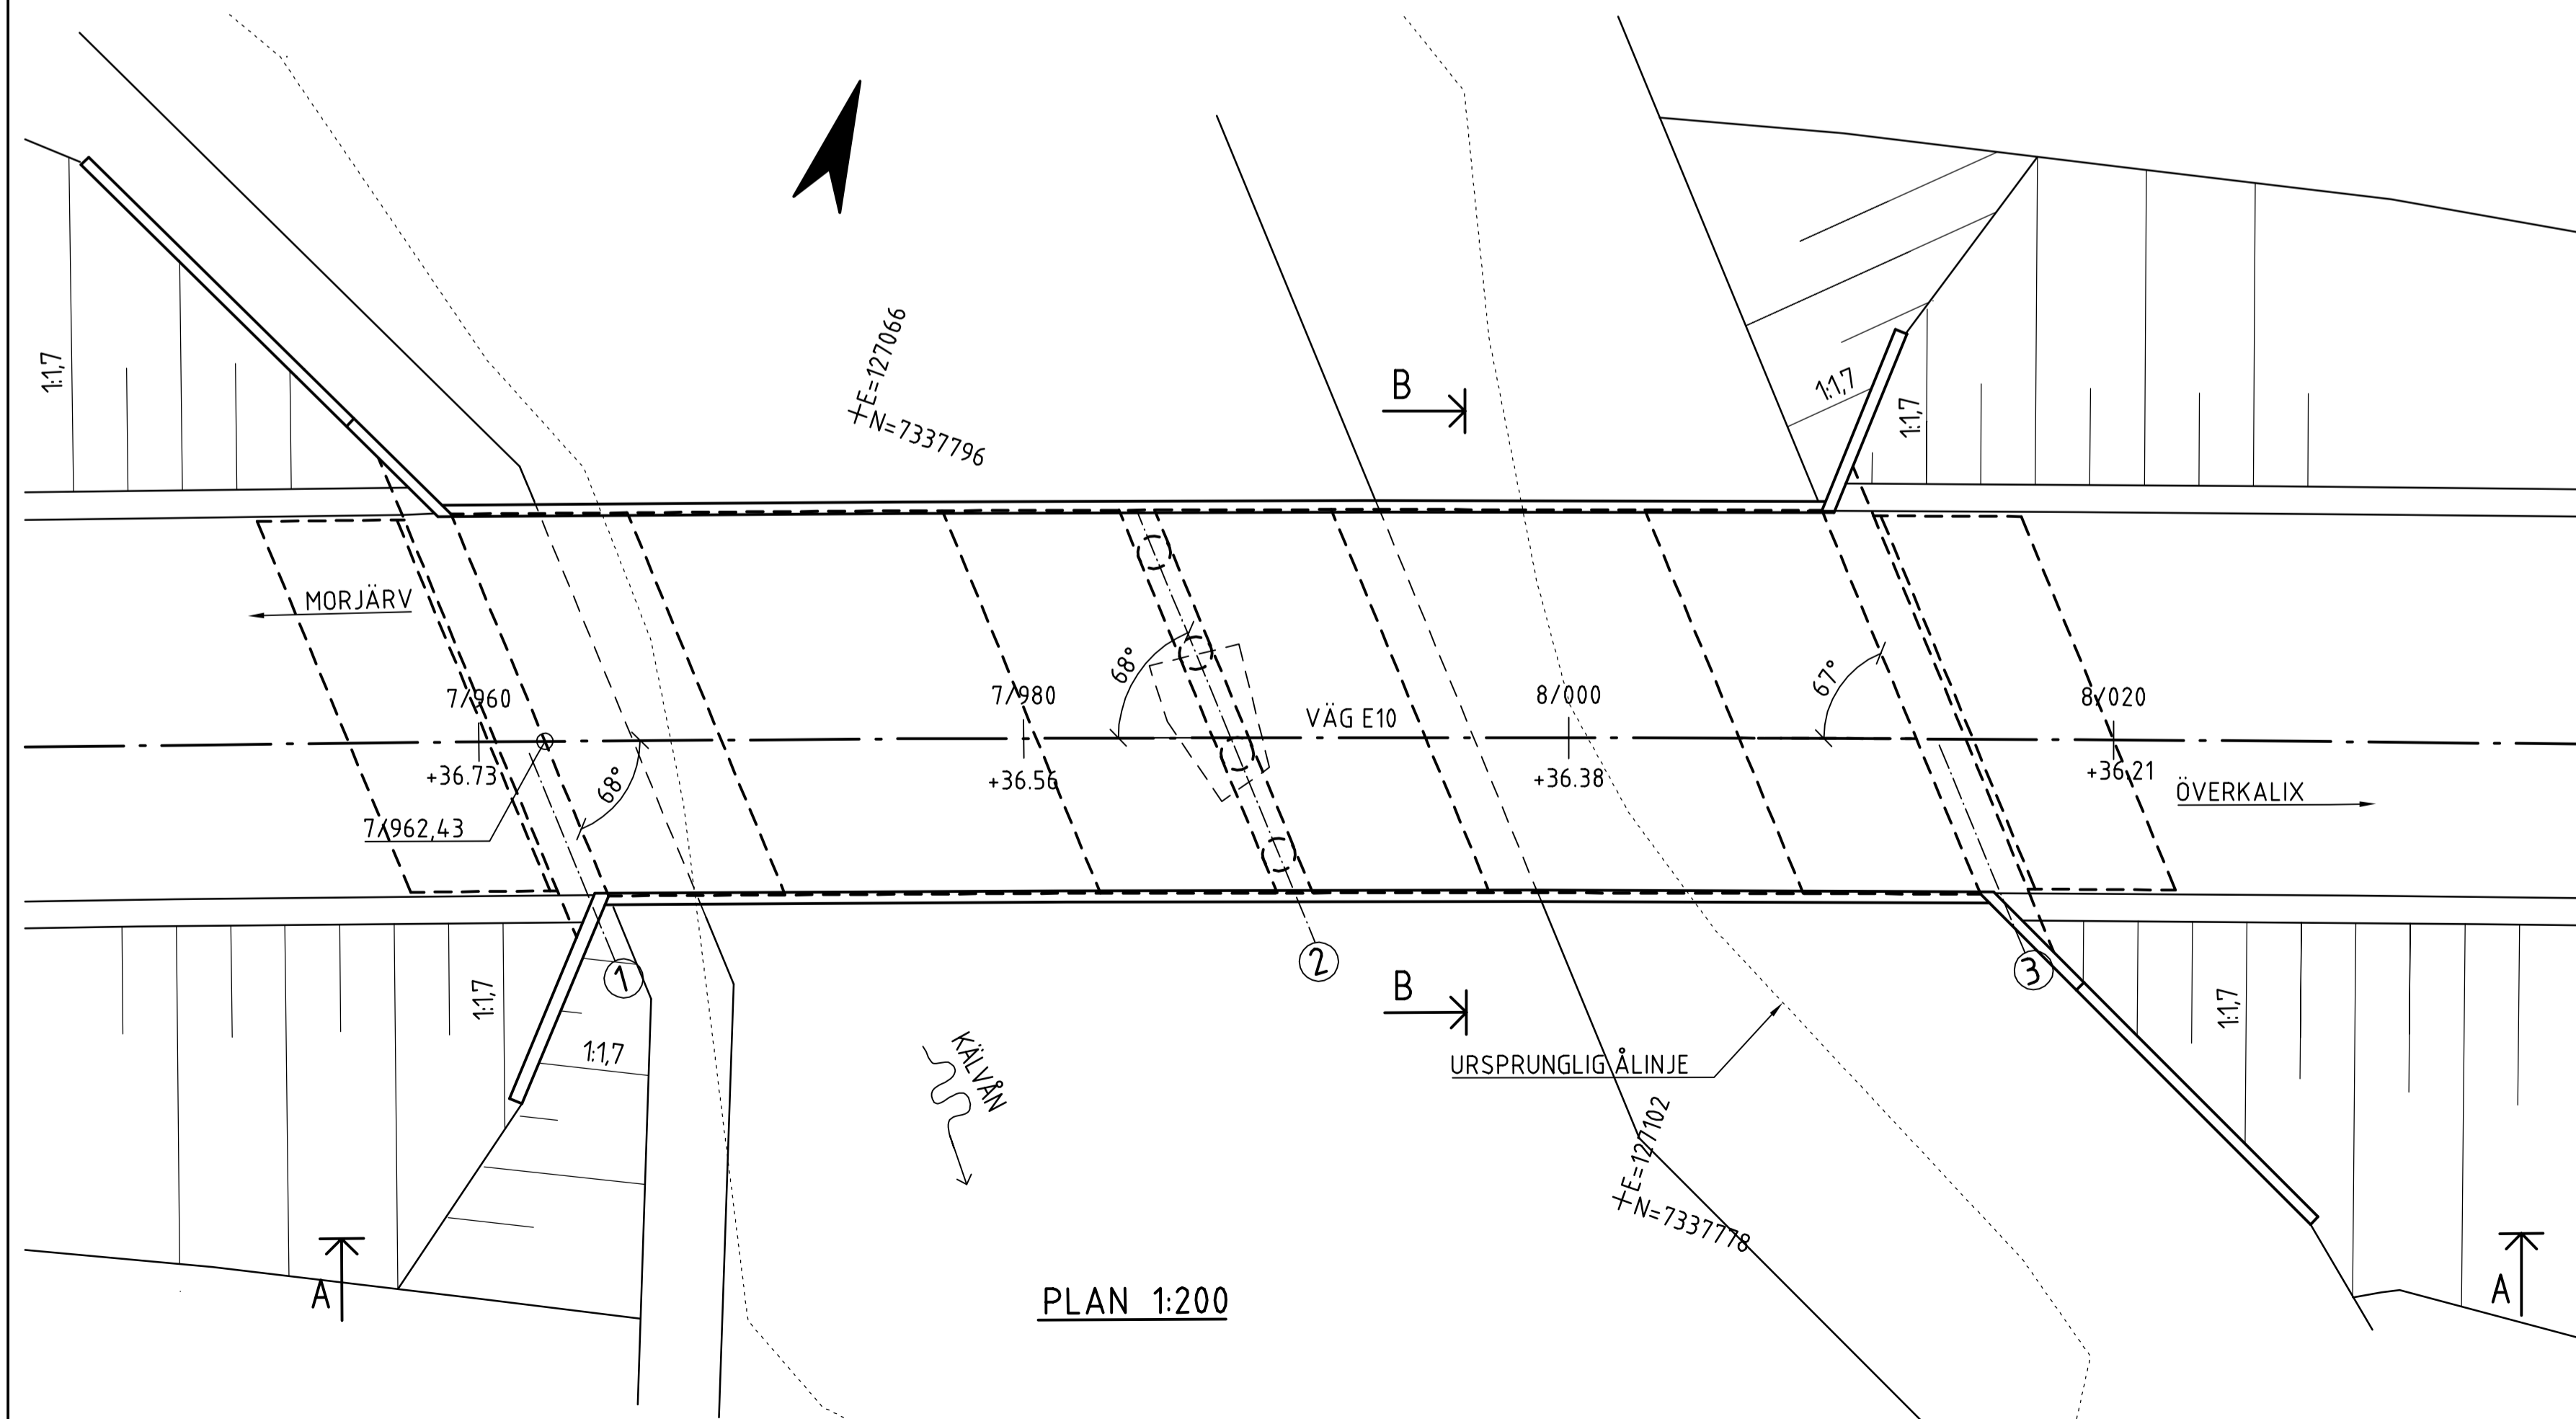 E=127066
N=7337796
B
1:1,7
1:1,7
1:1,7
MORJÄRV
68°
67°
7/960
7/980
VÄG E10
8/000
8/020
+36.73
68°
+36.56
+36.38
+36.21
ÖVERKALIX
7/962,43
1
2
3
B
1:1,7
1:1,7
1:1,7
KÄLVÅN
URSPRUNGLIG ÅLINJE
E=127102
N=7337778
A
PLAN 1:200
A